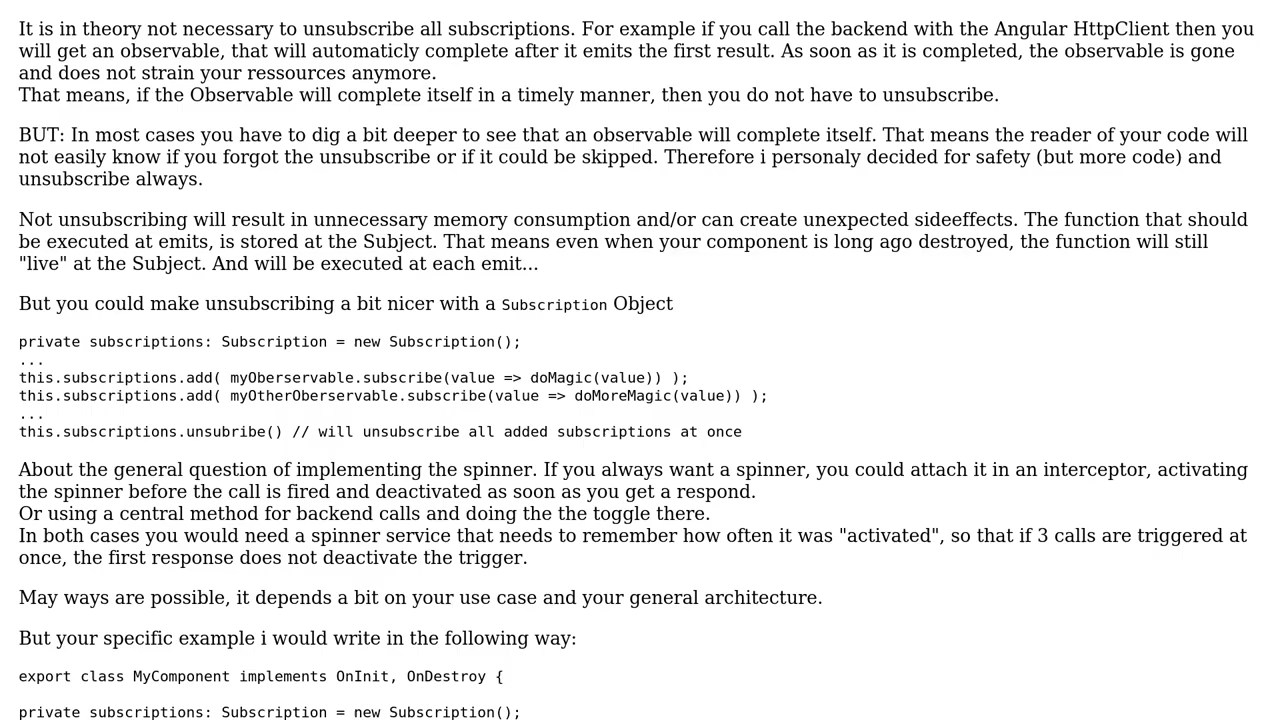 It is in theory not necessary to unsubscribe all subscriptions. For example if you call the backend with the Angular HttpClient then you
will get an observable, that will automaticly complete after it emits the first result. As soon as it is completed, the observable is gone
and does not strain your ressources anymore.
That means, if the Observable will complete itself in a timely manner, then you do not have to unsubscribe.
BUT: In most cases you have to dig a bit deeper to see that an observable will complete itself. That means the reader of your code will
not easily know if you forgot the unsubscribe or if it could be skipped. Therefore i personaly decided for safety (but more code) and
unsubscribe always.
Not unsubscribing will result in unnecessary memory consumption and/or can create unexpected sideeffects. The function that should
be executed at emits, is stored at the Subject. That means even when your component is long ago destroyed, the function will still
"live" at the Subject. And will be executed at each emit...
But you could make unsubscribing a bit nicer with a Subscription Object
private subscriptions: Subscription = new Subscription();
...
this.subscriptions.add( myOberservable.subscribe(value => doMagic(value)) );
this.subscriptions.add( myOtherOberservable.subscribe(value => doMoreMagic(value)) );
...
this.subscriptions.unsubribe() // will unsubscribe all added subscriptions at once
About the general question of implementing the spinner. If you always want a spinner, you could attach it in an interceptor, activating
the spinner before the call is fired and deactivated as soon as you get a respond.
Or using a central method for backend calls and doing the the toggle there.
In both cases you would need a spinner service that needs to remember how often it was "activated", so that if 3 calls are triggered at
once, the first response does not deactivate the trigger.
May ways are possible, it depends a bit on your use case and your general architecture.
But your specific example i would write in the following way:
export class MyComponent implements OnInit, OnDestroy {
private subscriptions: Subscription = new Subscription();